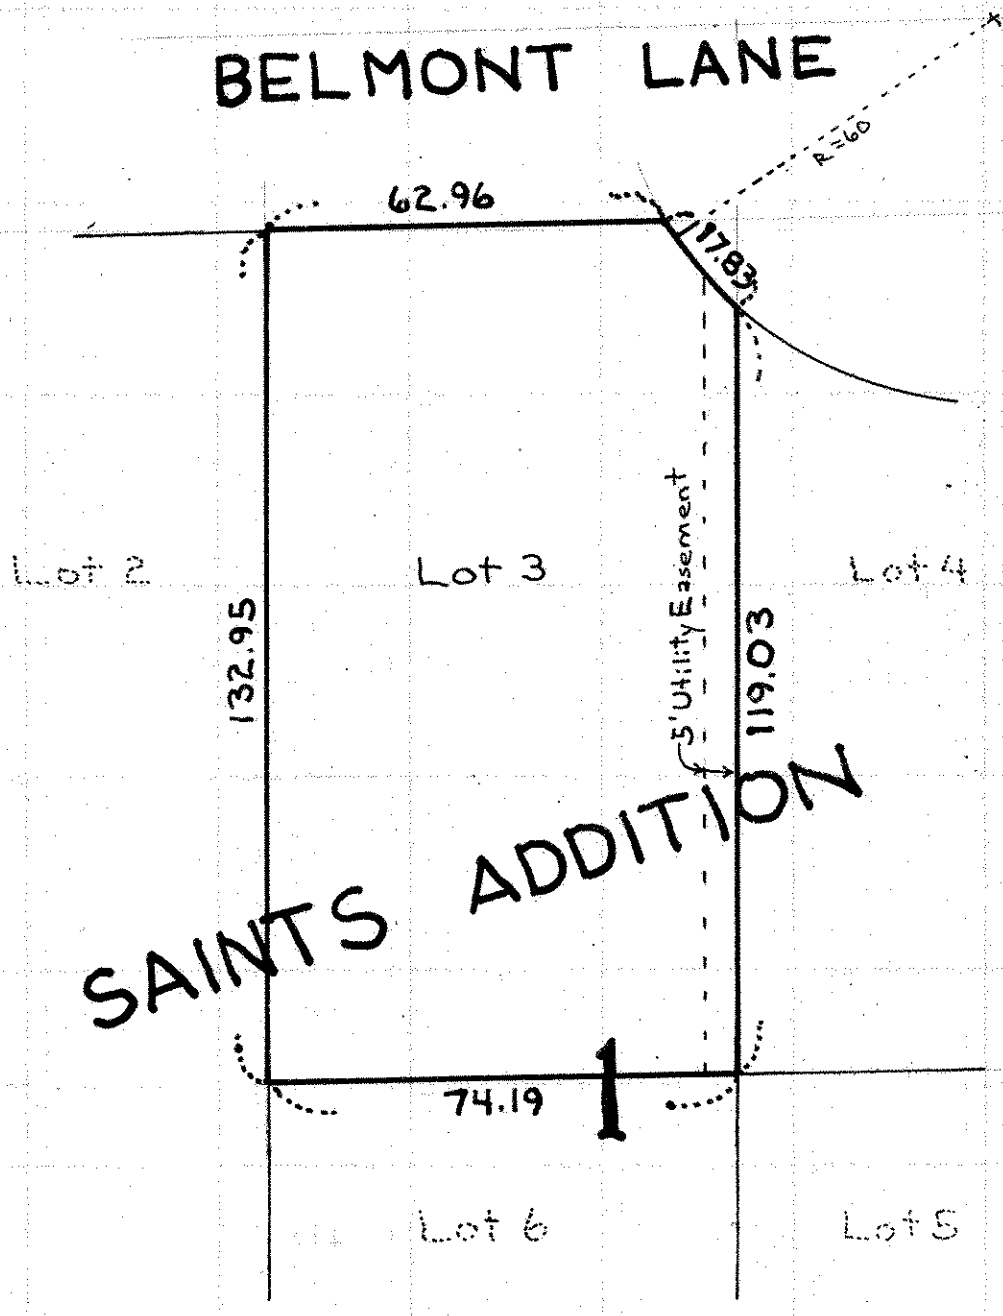 BELMONT LANE
R=60
62.96
17.83
Lot 2
Lot 3
Lot 4
132.95
5' Utility Easement
119.03
SAINTS ADDITION
1
74.19
Lot 6
Lot 5